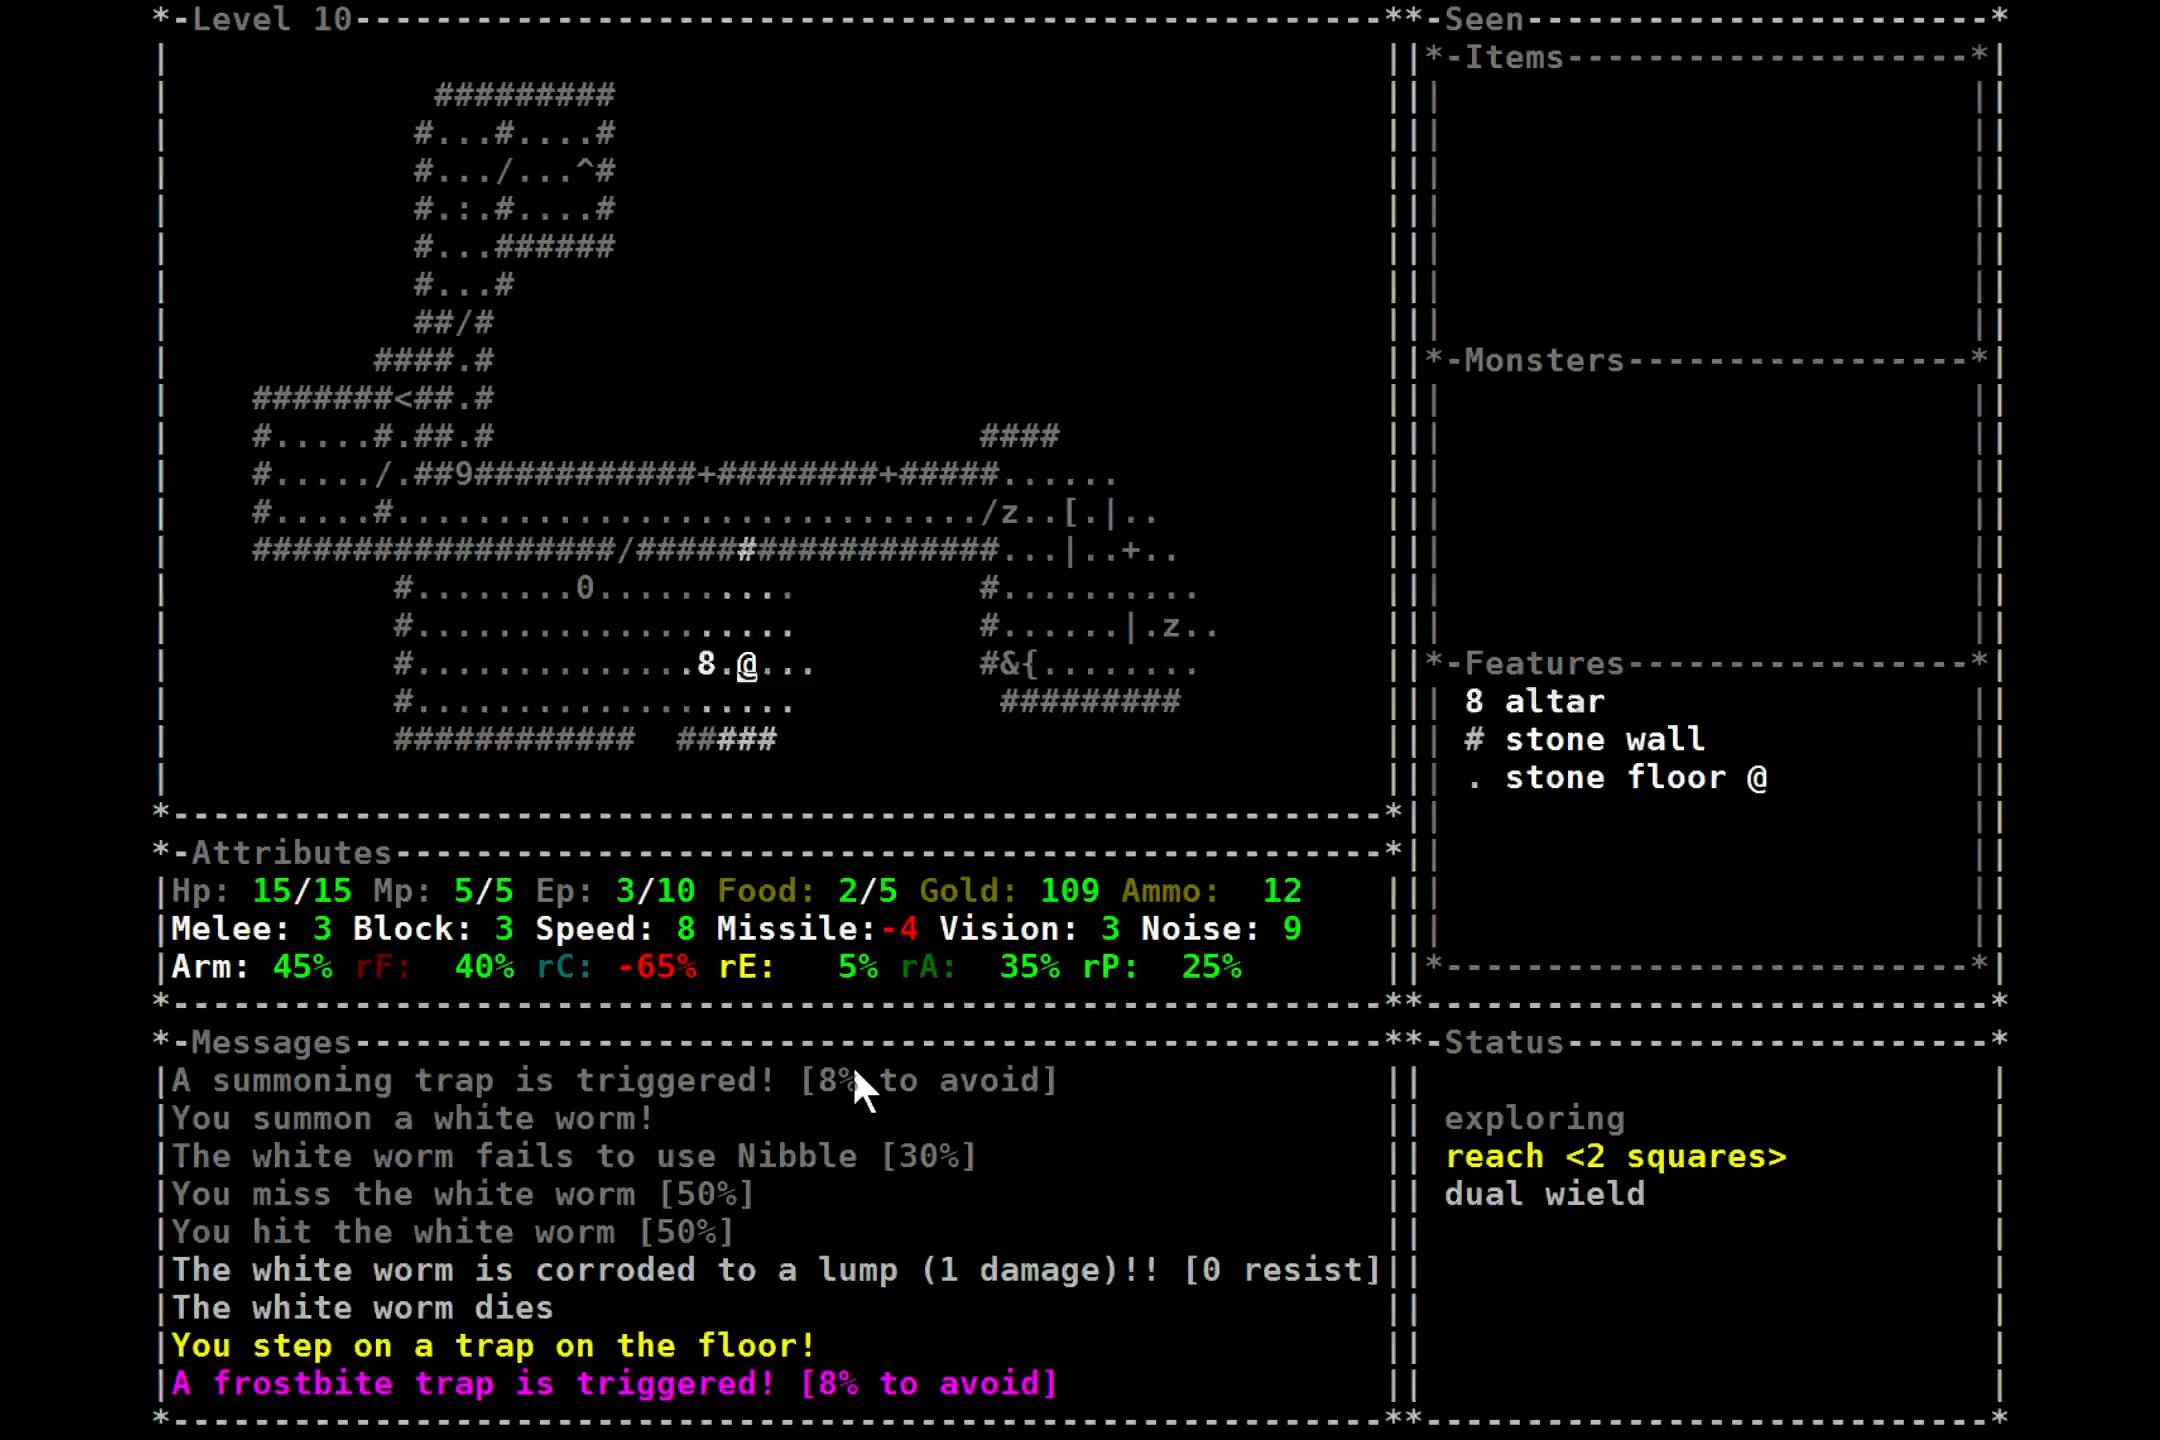 *-Level 10---------------------------------------------------**-Seen-----------------------*
|                                                            ||*-Items--------------------*|
|             #########                                      |||                          ||
|            #...#....#                                      |||                          ||
|            #.../...^#                                      |||                          ||
|            #.:.#....#                                      |||                          ||
|            #...######                                      |||                          ||
|            #...#                                           |||                          ||
|            ##/#                                            |||                          ||
|          ####.#                                            ||*-Monsters-----------------*|
|    #######<##.#                                            |||                          ||
|    #.....#.##.#                        ####                |||                          ||
|    #...../.##9###########+########+#####......             |||                          ||
|    #.....#............................./z..[.|..           |||                          ||
|    ##################/##################...|..+..          |||                          ||
|           #........0..........         #..........         |||                          ||
|           #...................         #......|.z..        |||                          ||
|           #..............8.@...        #&{........         ||*-Features-----------------*|
|           #...................          #########          ||| 8 altar                  ||
|           ############  #####                              ||| # stone wall             ||
|                                                            ||| . stone floor @          ||
*------------------------------------------------------------*||                          ||
*-Attributes-------------------------------------------------*||                          ||
|Hp: 15/15 Mp: 5/5 Ep: 3/10 Food: 2/5 Gold: 109 Ammo:  12    |||                          ||
|Melee: 3 Block: 3 Speed: 8 Missile:-4 Vision: 3 Noise: 9    |||                          ||
|Arm: 45% rF:  40% rC: -65% rE:   5% rA:  35% rP:  25%       ||*--------------------------*|
*------------------------------------------------------------**----------------------------*
*-Messages---------------------------------------------------**-Status---------------------*
|A summoning trap is triggered! [8% to avoid]                ||                            |
|You summon a white worm!                                    || exploring                  |
|The white worm fails to use Nibble [30%]                    || reach <2 squares>          |
|You miss the white worm [50%]                               || dual wield                 |
|You hit the white worm [50%]                                ||                            |
|The white worm is corroded to a lump (1 damage)!! [0 resist]||                            |
|The white worm dies                                         ||                            |
|You step on a trap on the floor!                            ||                            |
|A frostbite trap is triggered! [8% to avoid]                ||                            |
*------------------------------------------------------------**----------------------------*